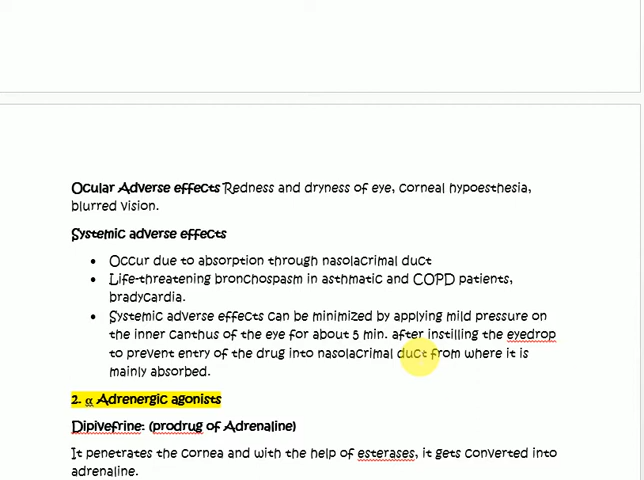 Ocular Adverse effects Redness and dryness of eye, corneal hypoesthesia,
blurred vision.
Systemic adverse effects
• Occur due to absorption through nasolacrimal duct
• Life-threatening bronchospasm in asthmatic and COPD patients,
bradycardia.
• Systemic adverse effects can be minimized by applying mild pressure on
the inner canthus of the eye for about 5 min. after instilling the eyedrop
to prevent entry of the drug into nasolacrimal duct from where it is
mainly absorbed.
2. α Adrenergic agonists
Dipivefrine: (prodrug of Adrenaline)
It penetrates the cornea and with the help of esterases, it gets converted into
adrenaline.